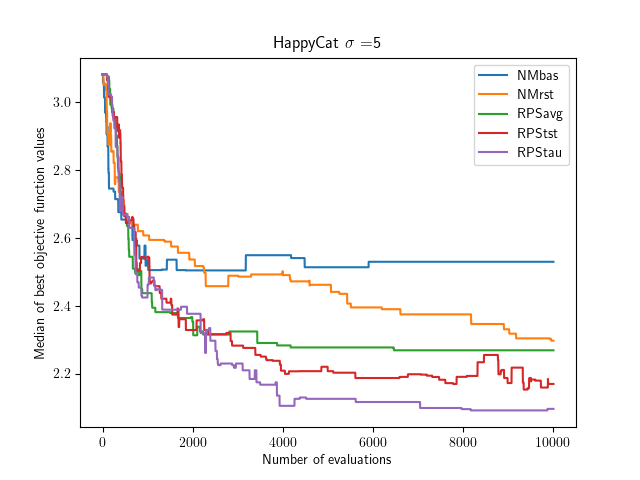 HappyCat σ =5
NMbas
NMrst
RPSavg
RPStst
RPStau
Median of best objective function values
3.0
2.8
2.6
2.4
2.2
0 2000 4000 6000 8000 10000
Number of evaluations